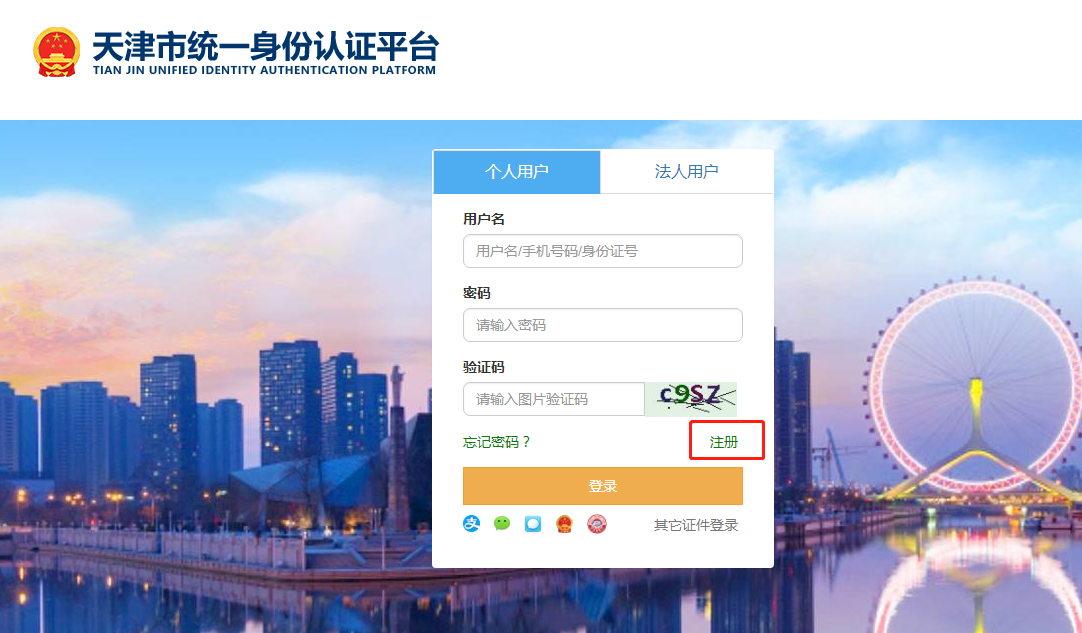 天津市统一身份认证平台
TIAN JIN UNIFIED IDENTITY AUTHENTICATION PLATFORM
个人用户 法人用户
用户名
用户名/手机号码/身份证号
密码
请输入密码
验证码
请输入图片验证码 c9SZ
忘记密码？ 注册
登录
支 其它证件登录